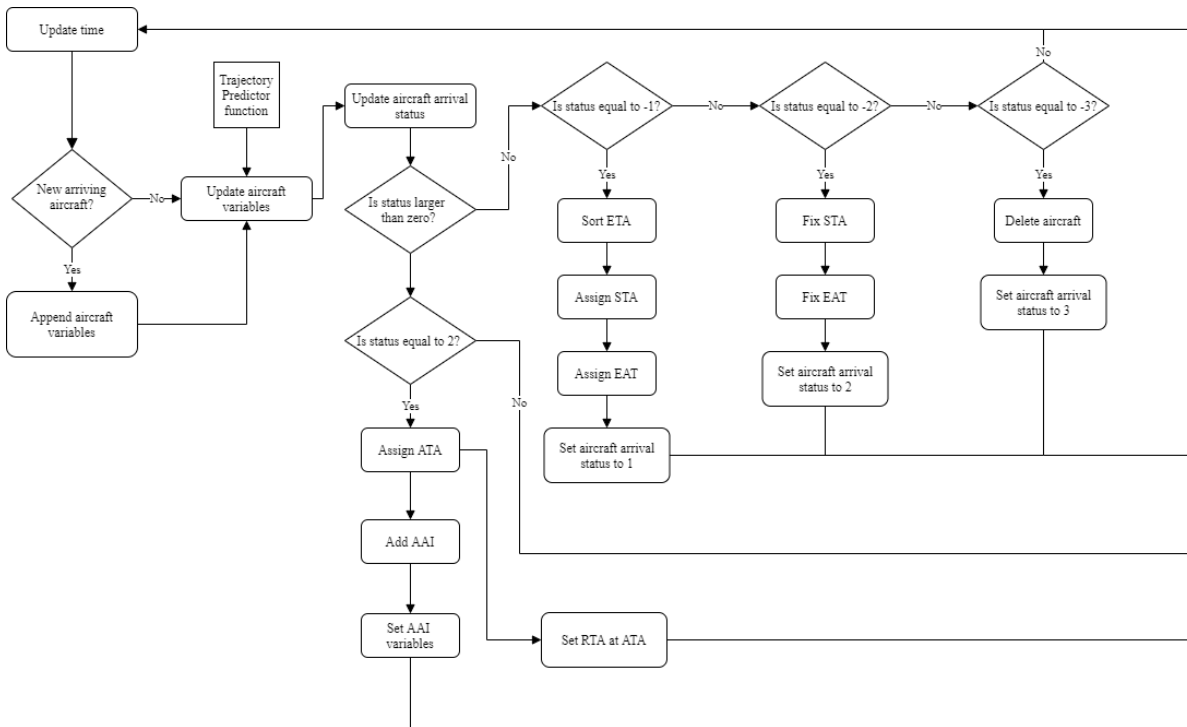 Update time
No
Trajectory
Predictor
function
Update aircraft arrival
status
Is status equal to -1?
No
Is status equal to -2?
No
Is status equal to -3?
No
New arriving
aircraft?
No
Update aircraft
variables
Is status larger
than zero?
Yes
Yes
Yes
Sort ETA
Fix STA
Delete aircraft
Yes
Append aircraft
variables
Is status equal to 2?
Assign STA
Fix EAT
Set aircraft arrival
status to 3
Assign EAT
Set aircraft arrival
status to 2
Yes
No
Assign ATA
Set aircraft arrival
status to 1
Add AAI
Set AAI
variables
Set RTA at ATA